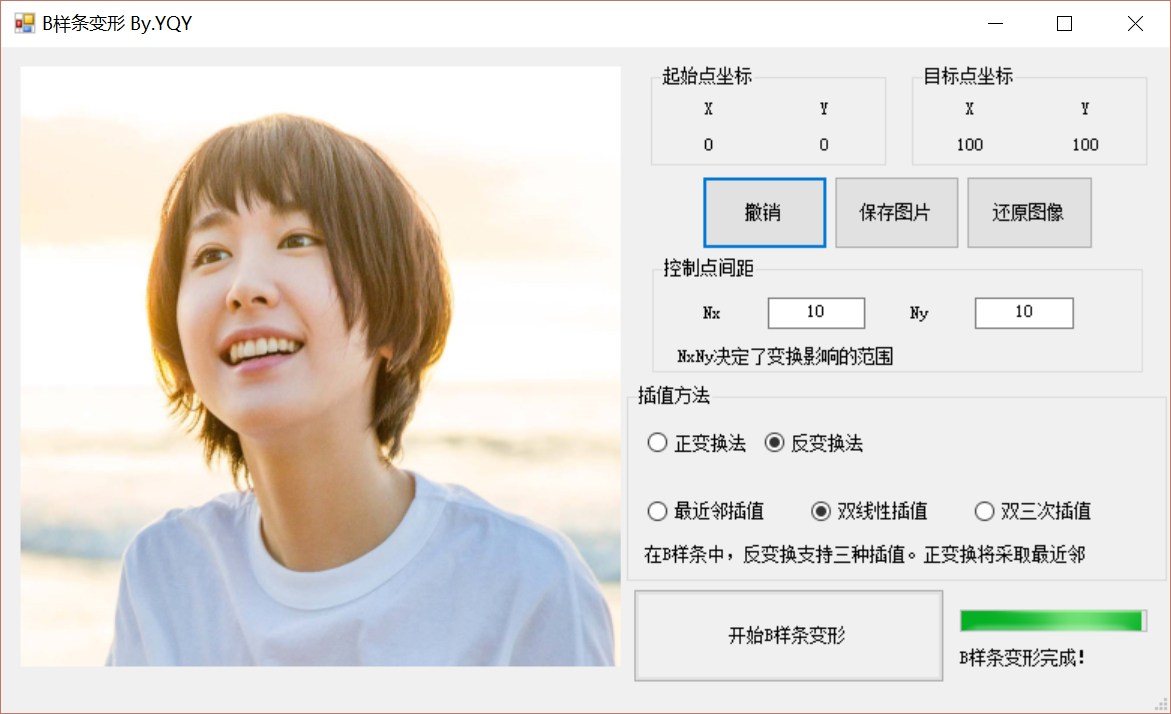 B样条变形 By.YQY
起始点坐标
目标点坐标
X Y
X Y
0 0
100 100
撤销
保存图片
还原图像
控制点间距
Nx 10 Ny 10
NxNy决定了变换影响的范围
插值方法
正变换法 反变换法
最近邻插值 双线性插值 双三次插值
在B样条中，反变换支持三种插值。正变换将采取最近邻
开始B样条变形
B样条变形完成！